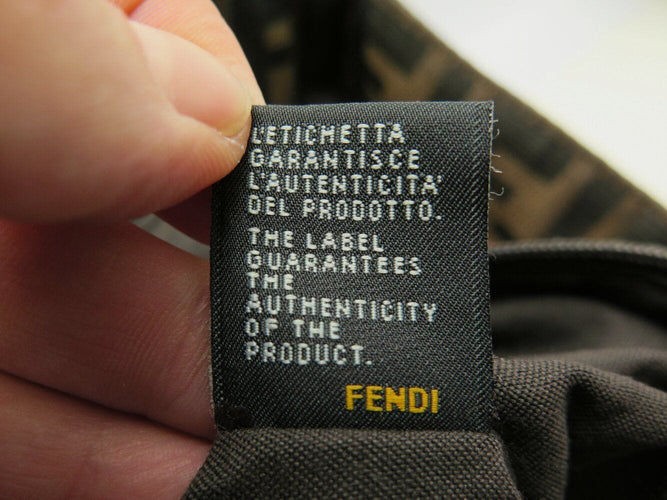 L'ETICHETTA
GARANTISCE
L'AUTENTICITA'
DEL PRODOTTO.
THE LABEL
GUARANTEES
THE
AUTHENTICITY
OF THE
PRODUCT.
FENDI